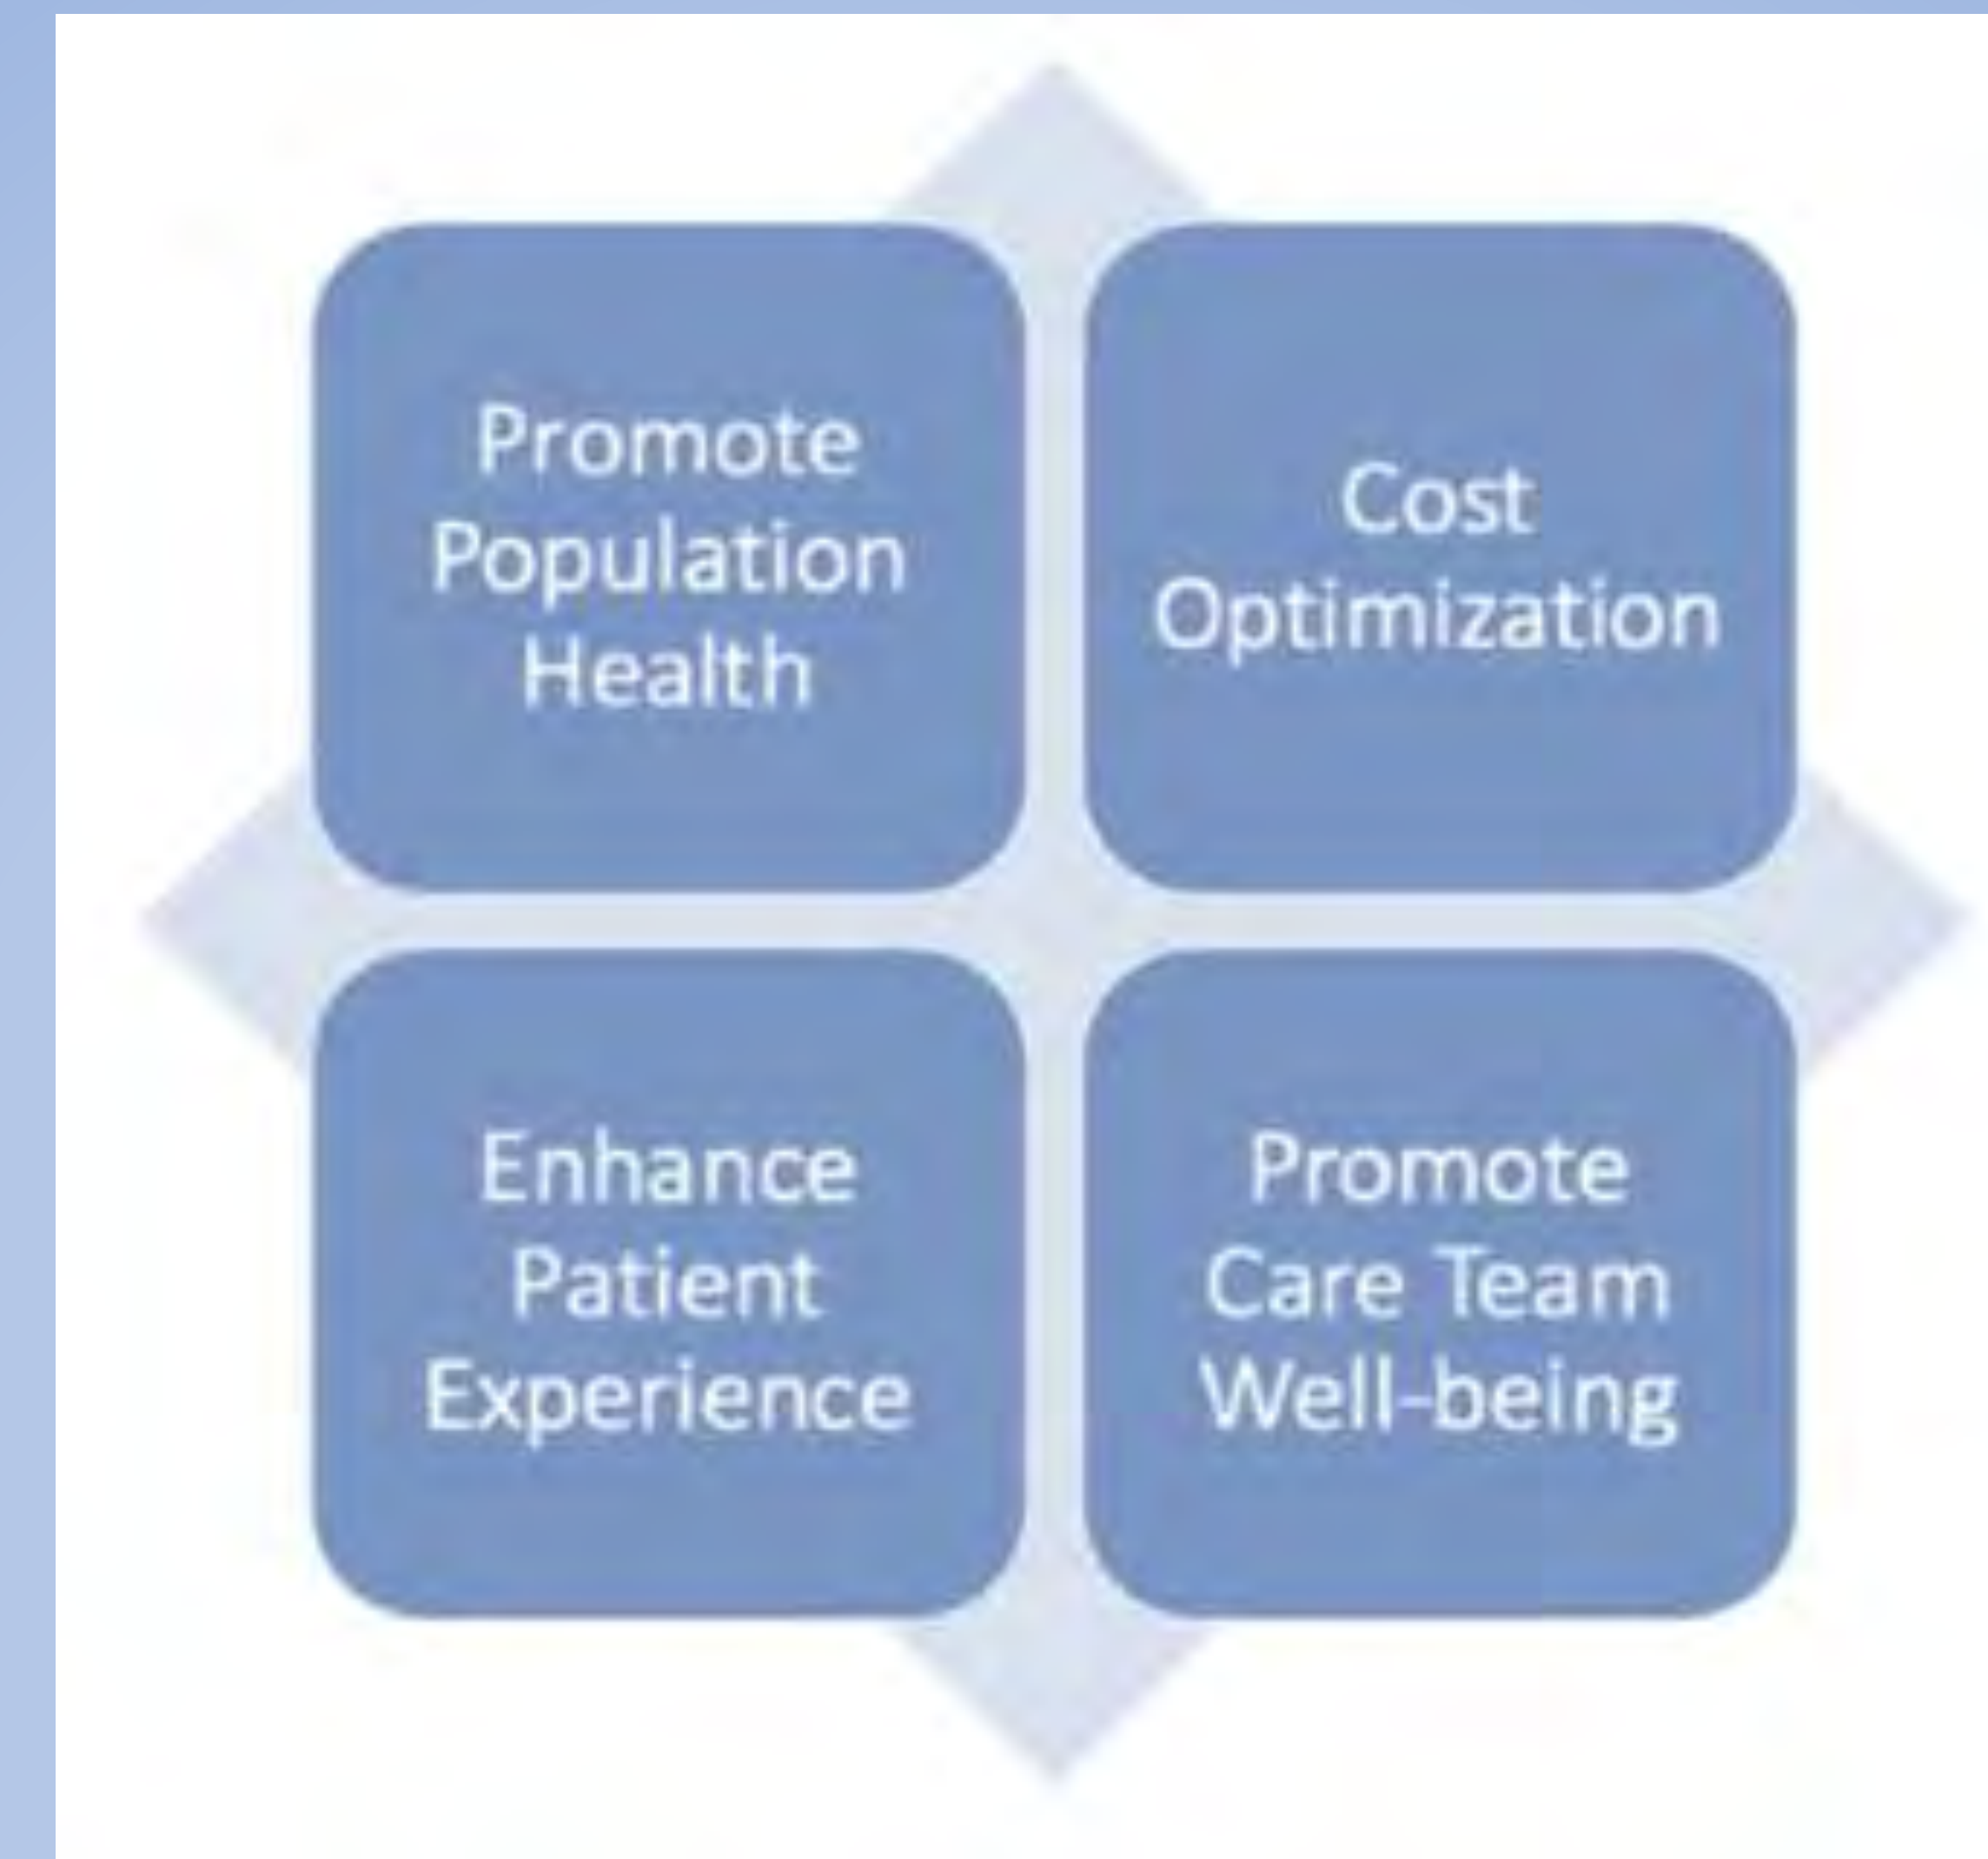 Promote
Population
Health
Cost
Optimization
Enhance
Patient
Experience
Promote
Care Team
Well-being